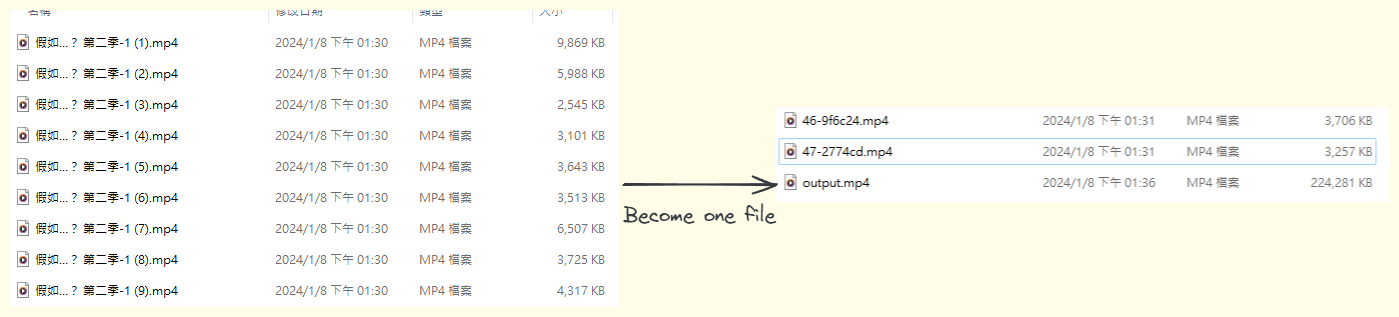 名稱 修改日期 類型 大小
假如...？第二季-1 (1).mp4 2024/1/8 下午 01:30 MP4 檔案 9,869 KB
假如...？第二季-1 (2).mp4 2024/1/8 下午 01:30 MP4 檔案 5,988 KB
假如...？第二季-1 (3).mp4 2024/1/8 下午 01:30 MP4 檔案 2,545 KB
假如...？第二季-1 (4).mp4 2024/1/8 下午 01:30 MP4 檔案 3,101 KB
假如...？第二季-1 (5).mp4 2024/1/8 下午 01:30 MP4 檔案 3,643 KB
假如...？第二季-1 (6).mp4 2024/1/8 下午 01:30 MP4 檔案 3,513 KB
假如...？第二季-1 (7).mp4 2024/1/8 下午 01:30 MP4 檔案 6,507 KB
假如...？第二季-1 (8).mp4 2024/1/8 下午 01:30 MP4 檔案 3,725 KB
假如...？第二季-1 (9).mp4 2024/1/8 下午 01:30 MP4 檔案 4,317 KB
Become one file
46-9f6c24.mp4 2024/1/8 下午 01:31 MP4 檔案 3,706 KB
47-2774cd.mp4 2024/1/8 下午 01:31 MP4 檔案 3,257 KB
output.mp4 2024/1/8 下午 01:36 MP4 檔案 224,281 KB